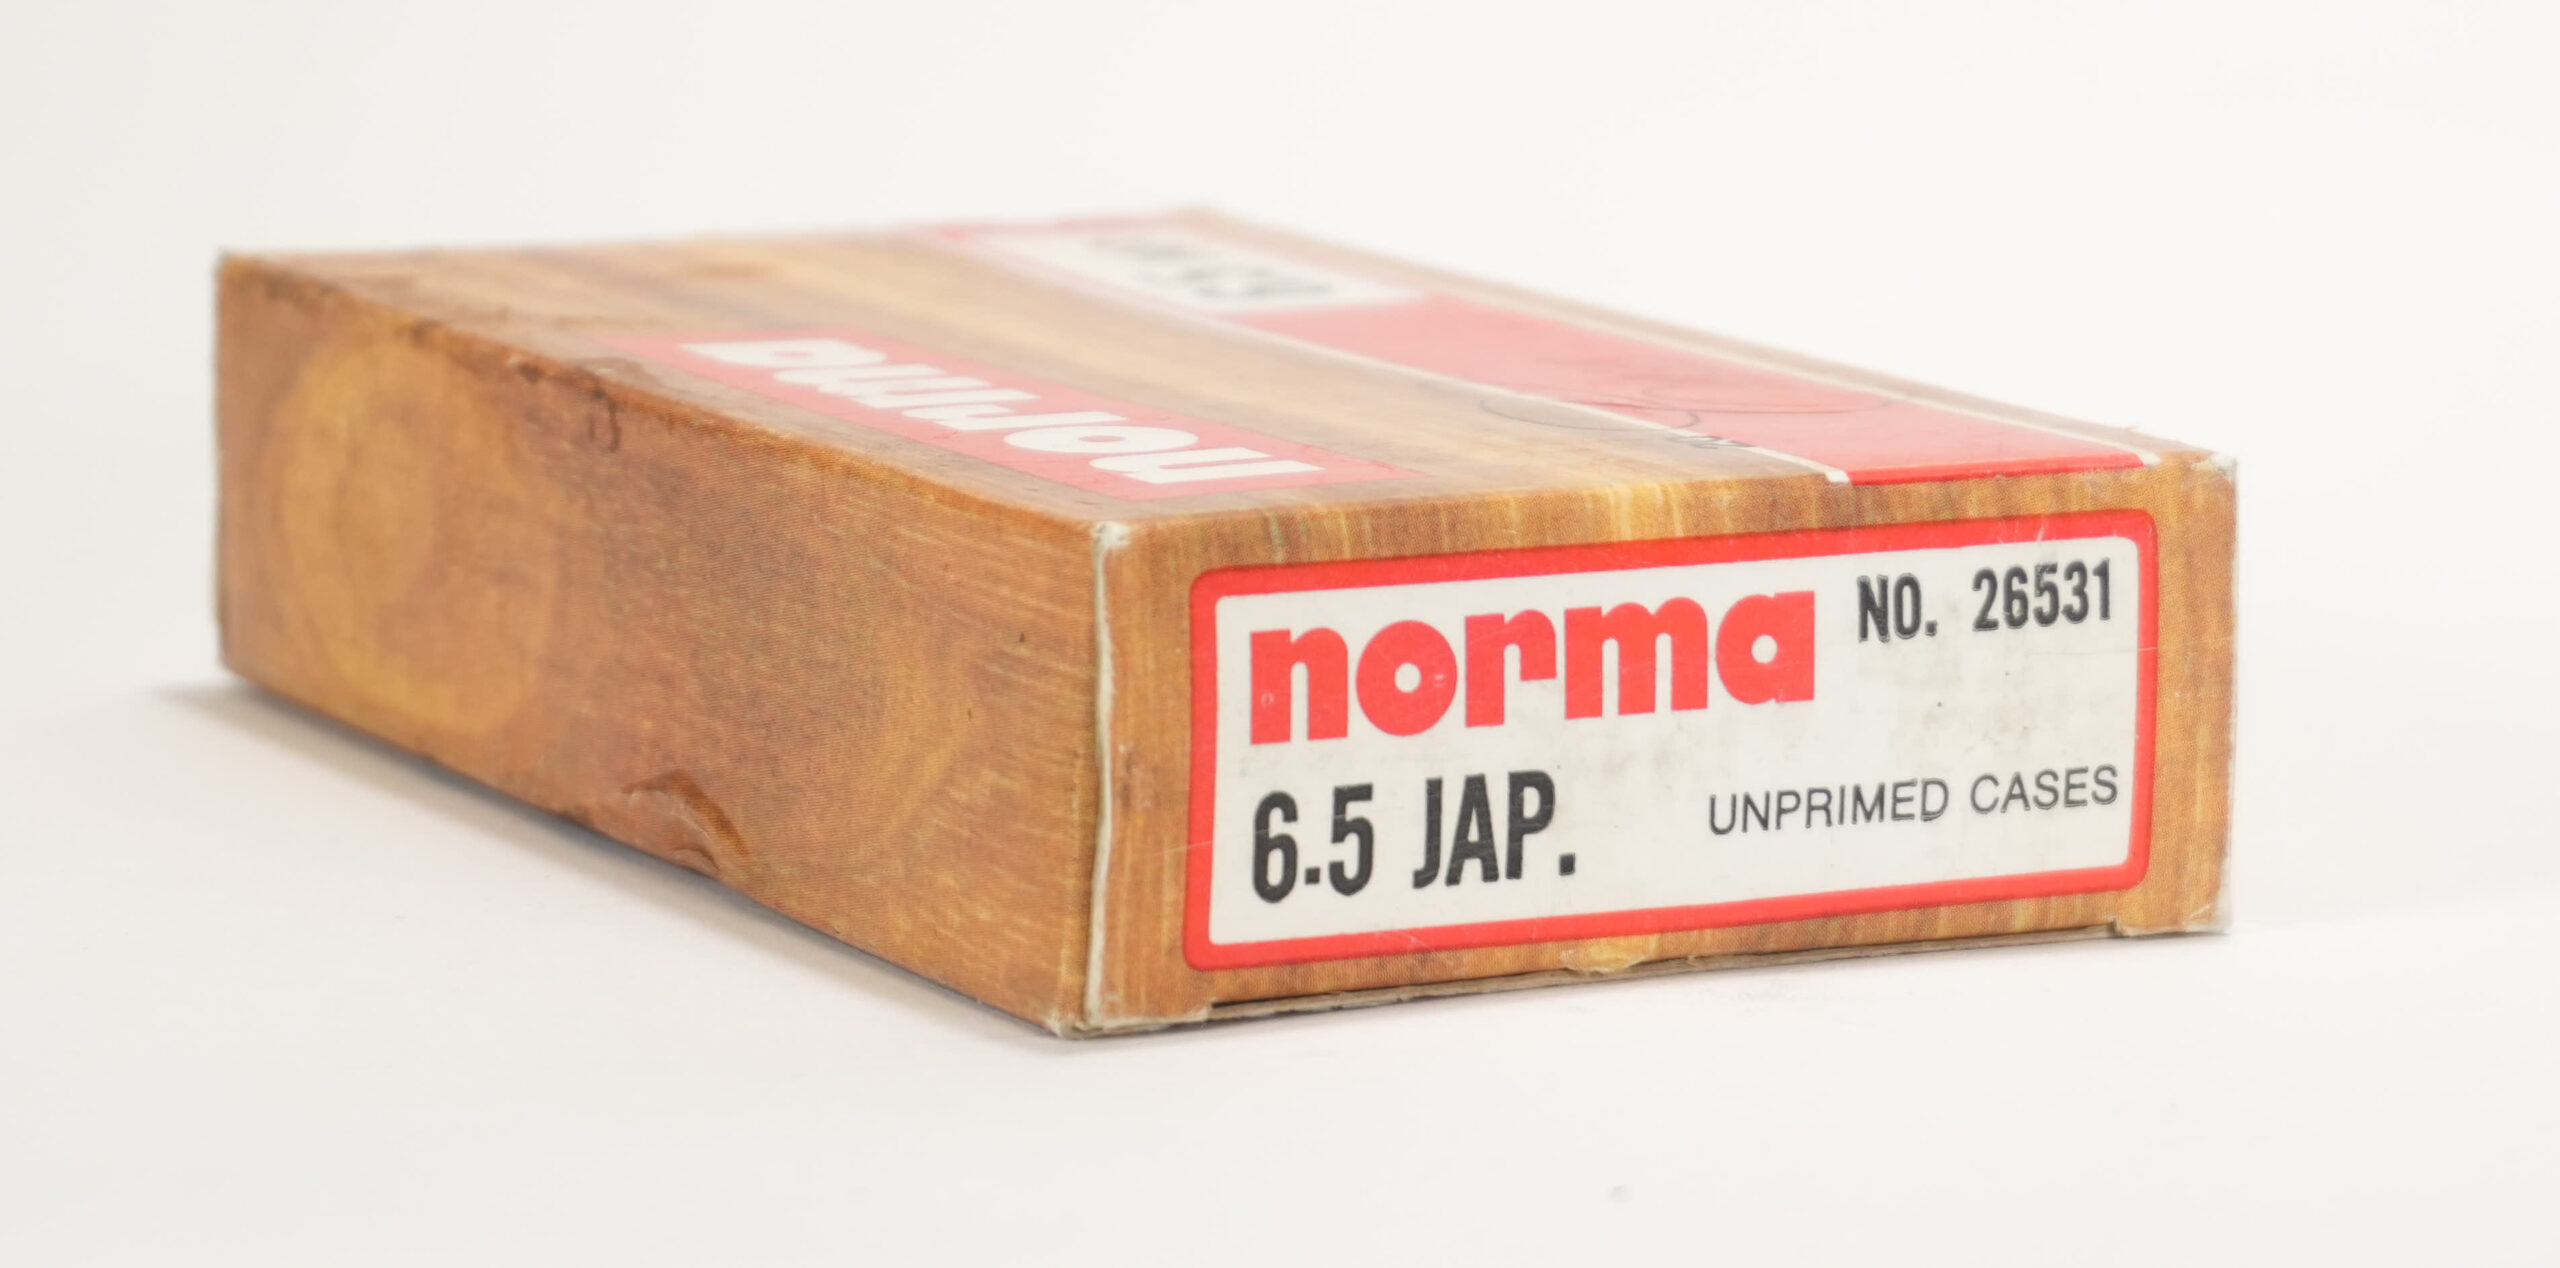 norma
norma NO. 26531
6.5 JAP. UNPRIMED CASES